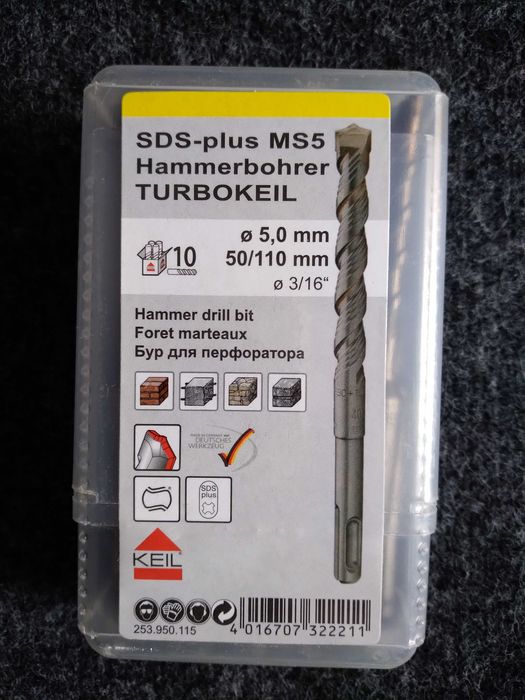 SDS-plus MS5
Hammerbohrer
TURBOKEIL
10
ø 5,0 mm
50/110 mm
ø 3/16“
Hammer drill bit
Foret marteaux
Бур для перфоратора
DEUTSCHES
WERKZEUG
SDS
plus
KEIL
253.950.115
4 016707 322211